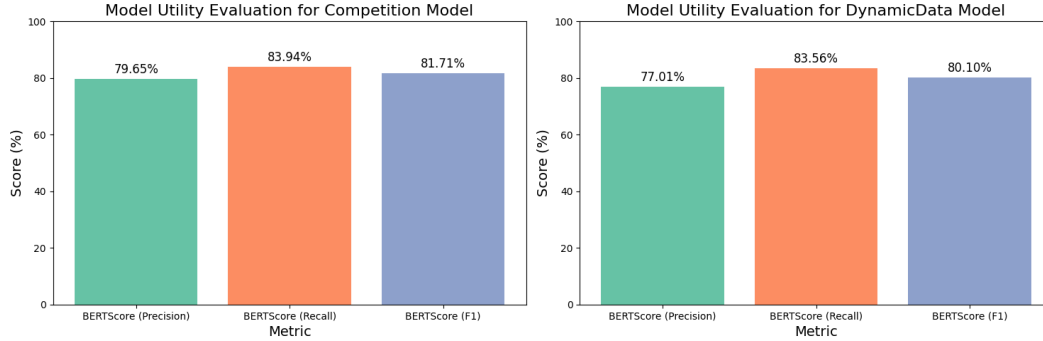 Model Utility Evaluation for Competition Model
100
80
60
40
20
0
Score (%)
79.65%
83.94%
81.71%
BERTScore (Precision)
BERTScore (Recall)
BERTScore (F1)
Metric
Model Utility Evaluation for DynamicData Model
100
80
60
40
20
0
Score (%)
77.01%
83.56%
80.10%
BERTScore (Precision)
BERTScore (Recall)
BERTScore (F1)
Metric